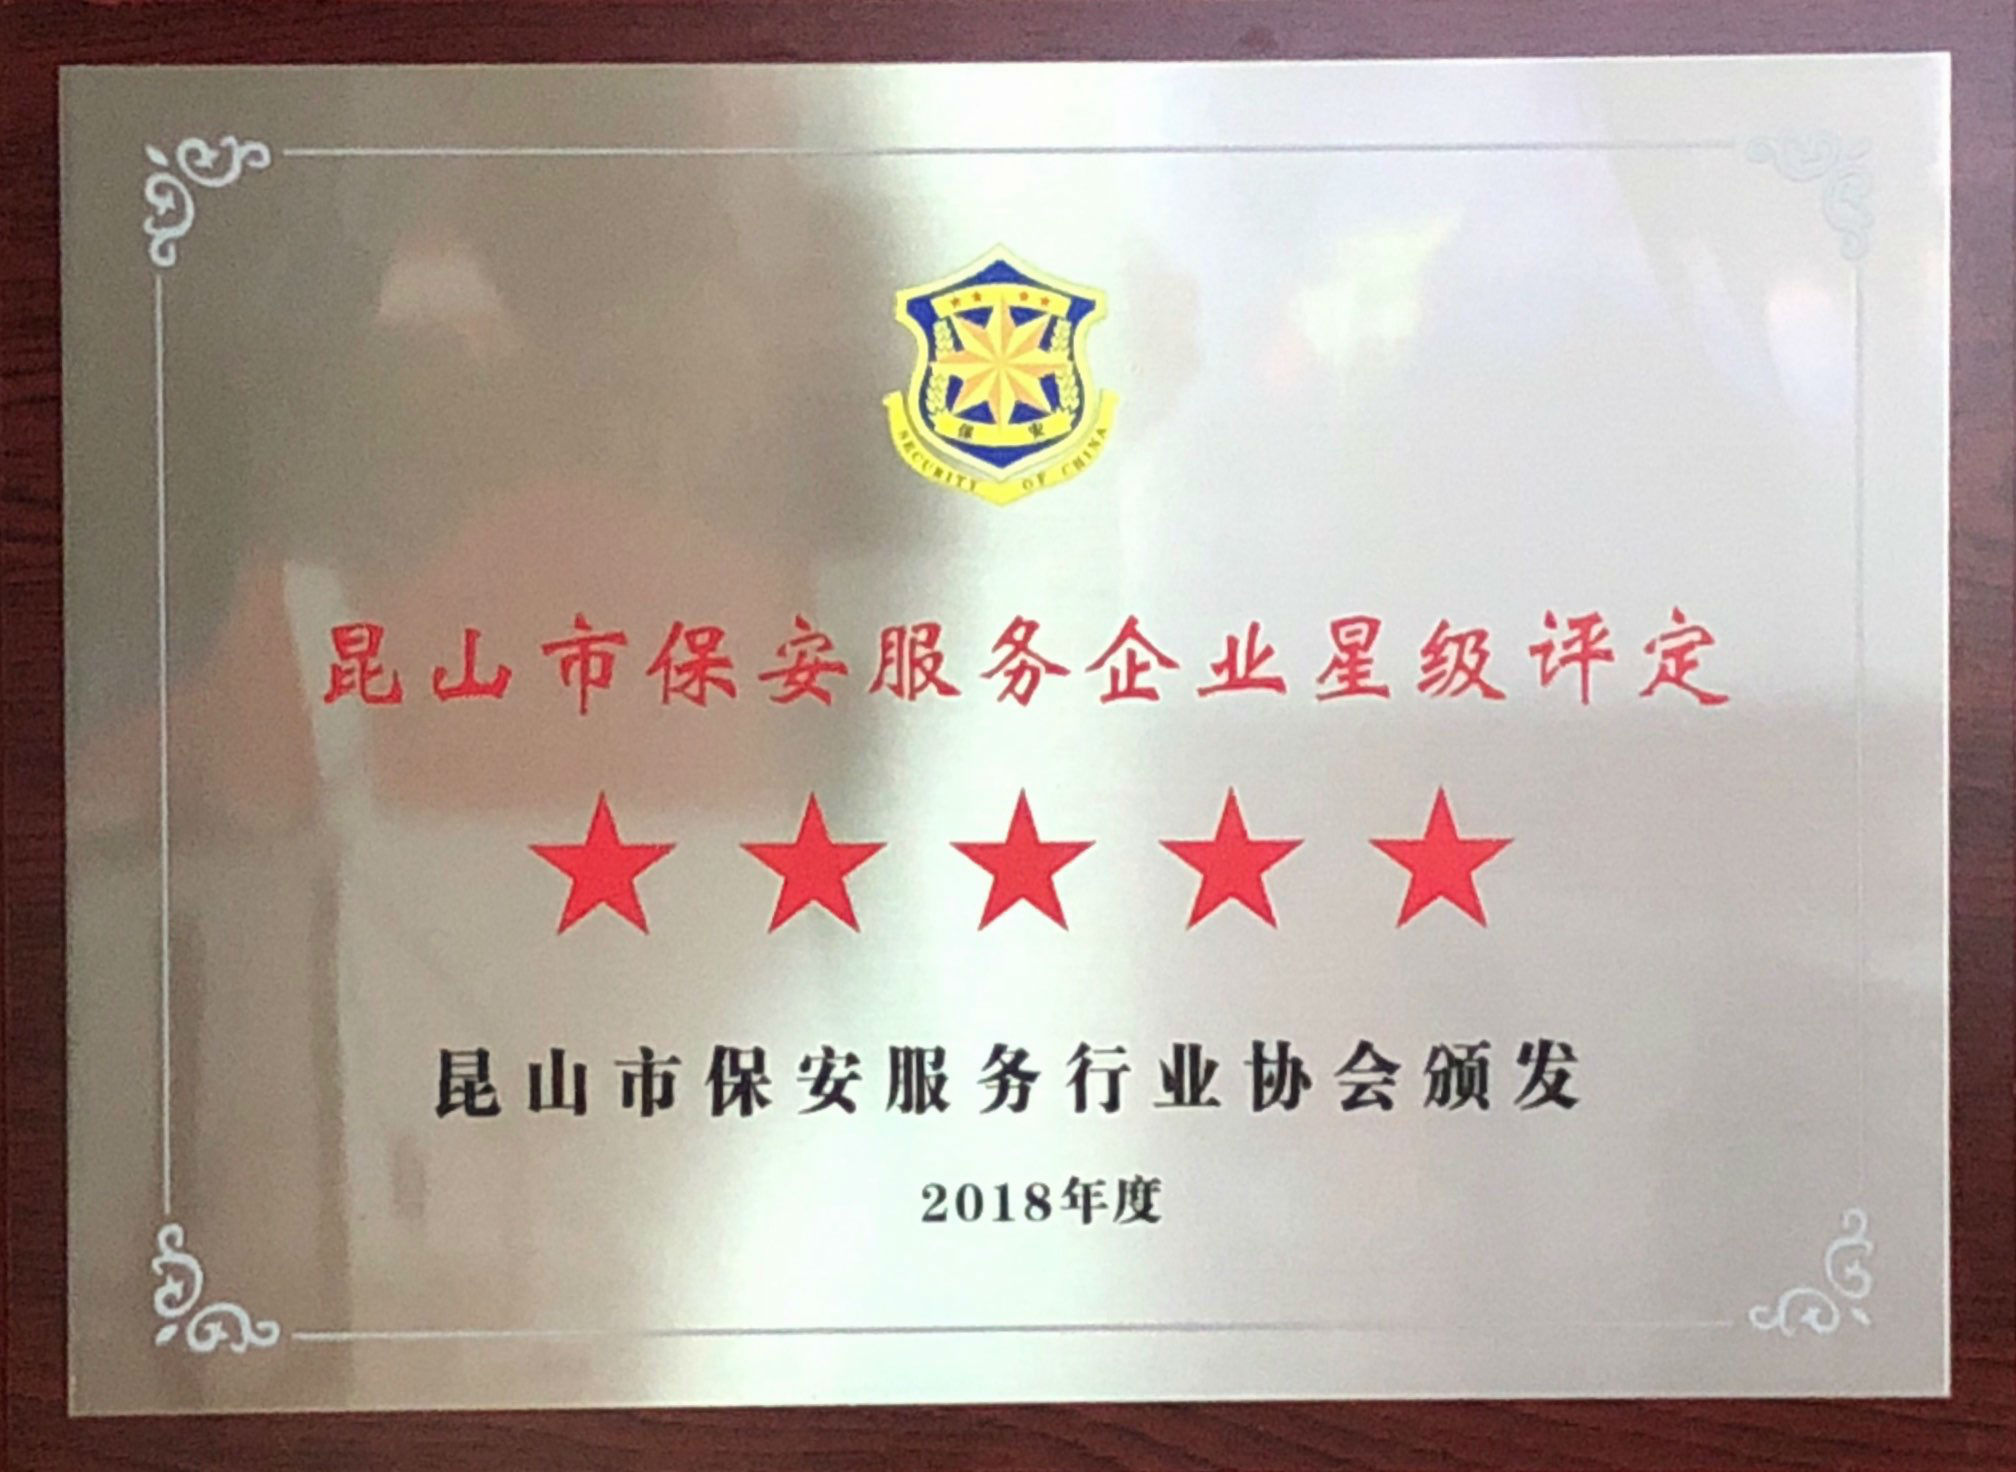 保 安
SECURITY OF CHINA
昆山市保安服务企业星级评定
昆山市保安服务行业协会颁发
2018年度